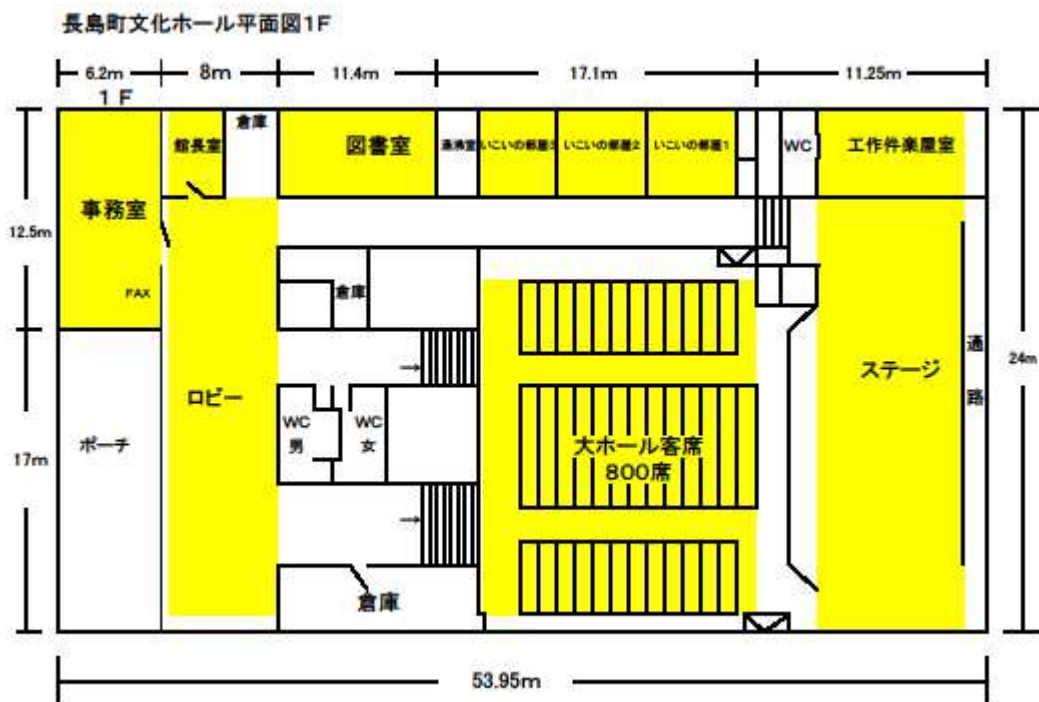 長島町文化ホール平面図1F
6.2m
8m
11.4m
17.1m
11.25m
1F
館長室
倉庫
図書室
湯沸室
いこいの部屋3
いこいの部屋2
いこいの部屋1
WC
工作件楽屋室
事務室
12.5m
FAX
倉庫
→
通路
24m
ステージ
ロビー
ポーチ
17m
WC
男
WC
女
大ホール客席
800席
→
倉庫
53.95m